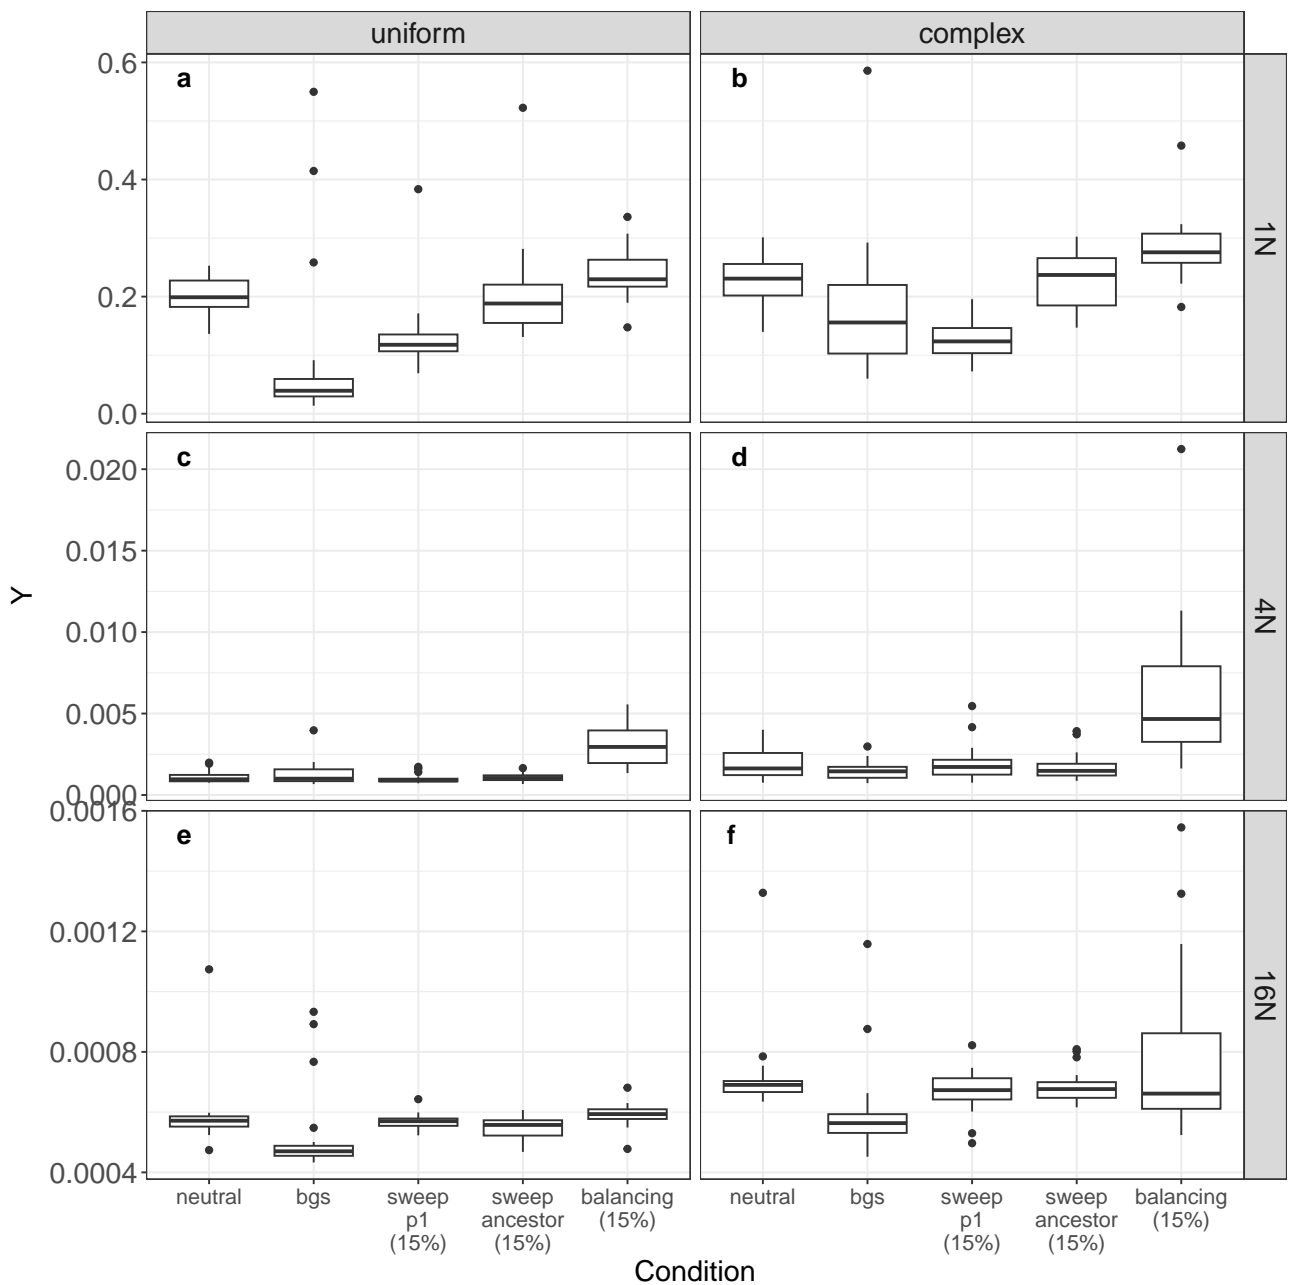 uniform
complex
a
b
0.6
0.4
0.2
0.0
1N
c
d
0.020
0.015
0.010
0.005
0.000
4N
Y
e
f
0.0016
0.0012
0.0008
0.0004
16N
neutral
bgs
sweep
p1
(15%)
sweep
ancestor
(15%)
balancing
(15%)
neutral
bgs
sweep
p1
(15%)
sweep
ancestor
(15%)
balancing
(15%)
Condition